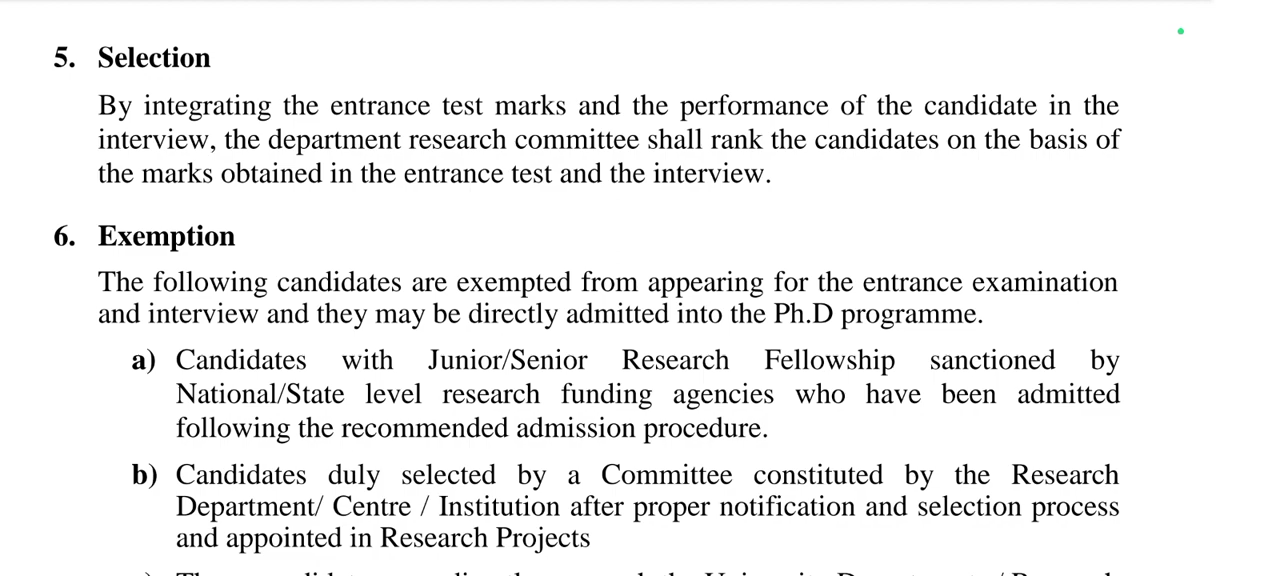 5. Selection
By integrating the entrance test marks and the performance of the candidate in the
interview, the department research committee shall rank the candidates on the basis of
the marks obtained in the entrance test and the interview.
6. Exemption
The following candidates are exempted from appearing for the entrance examination
and interview and they may be directly admitted into the Ph.D programme.
a) Candidates with Junior/Senior Research Fellowship sanctioned by
National/State level research funding agencies who have been admitted
following the recommended admission procedure.
b) Candidates duly selected by a Committee constituted by the Research
Department/ Centre / Institution after proper notification and selection process
and appointed in Research Projects